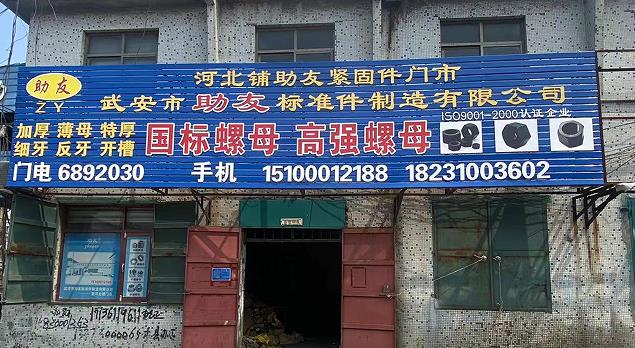 河北铺助友紧固件门市
助友
ZY
武安市助友标准件制造有限公司
ISO9001-2000认证企业
加厚 薄母 特厚
细牙 反牙 开槽
国标螺母 高强螺母
门电 6892030 手机 15100012188 18231003602